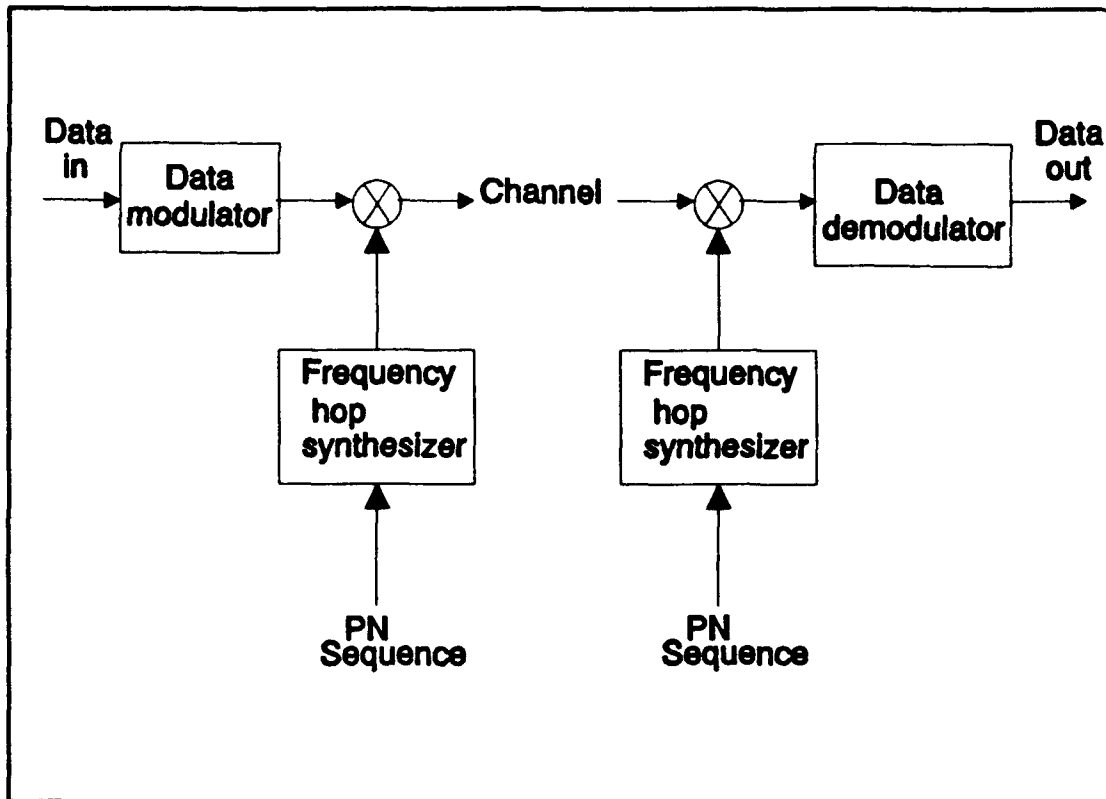 Data
in
Data
modulator
Channel
Data
demodulator
Data
out
Frequency
hop
synthesizer
Frequency
hop
synthesizer
PN
Sequence
PN
Sequence